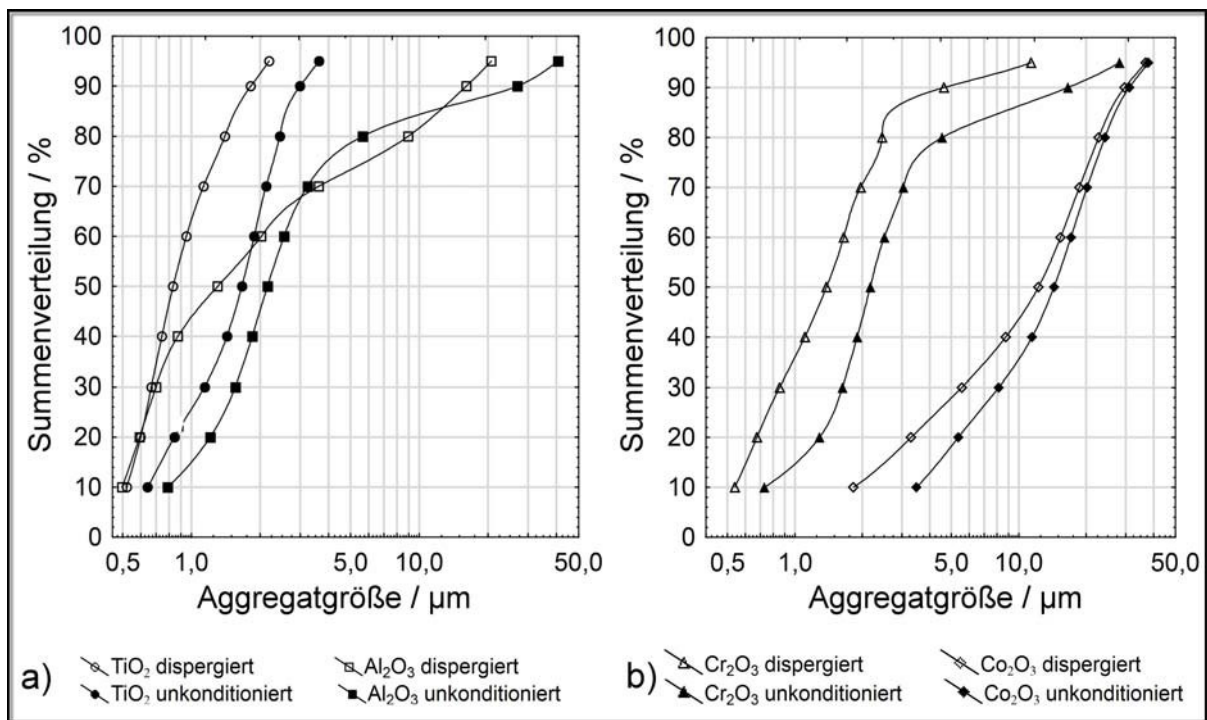 Summenverteilung / %
100
90
80
70
60
50
40
30
20
10
0
0,5 1,0 5,0 10,0 50,0
Aggregatgröße / µm
a)
TiO₂ dispergiert
TiO₂ unkonditioniert
Al₂O₃ dispergiert
Al₂O₃ unkonditioniert
Summenverteilung / %
100
90
80
70
60
50
40
30
20
10
0
0,5 1,0 5,0 10,0 50,0
Aggregatgröße / µm
b)
Cr₂O₃ dispergiert
Cr₂O₃ unkonditioniert
Co₂O₃ dispergiert
Co₂O₃ unkonditioniert